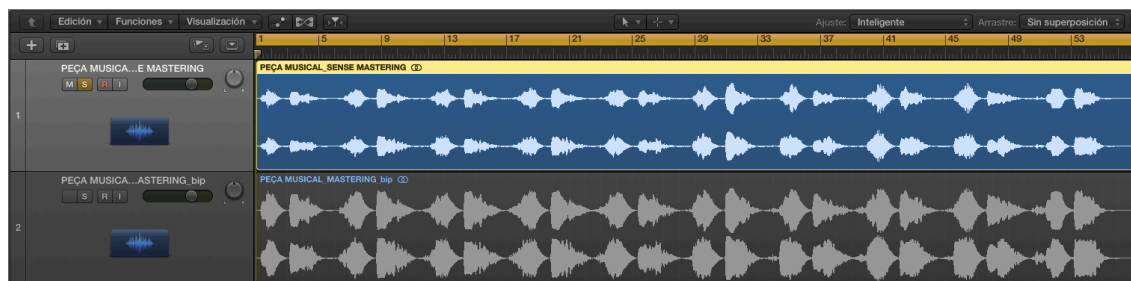 Edición Funciones Visualización Ajuste: Inteligente Arrastre: Sin superposición
1 5 9 13 17 21 25 29 33 37 41 45 49 53
PEÇA MUSICA...E MASTERING
M S R I
1
PEÇA MUSICAL_SENSE MASTERING
PEÇA MUSICA...ASTERING_bip
S R I
2
PEÇA MUSICAL_MASTERING_bip